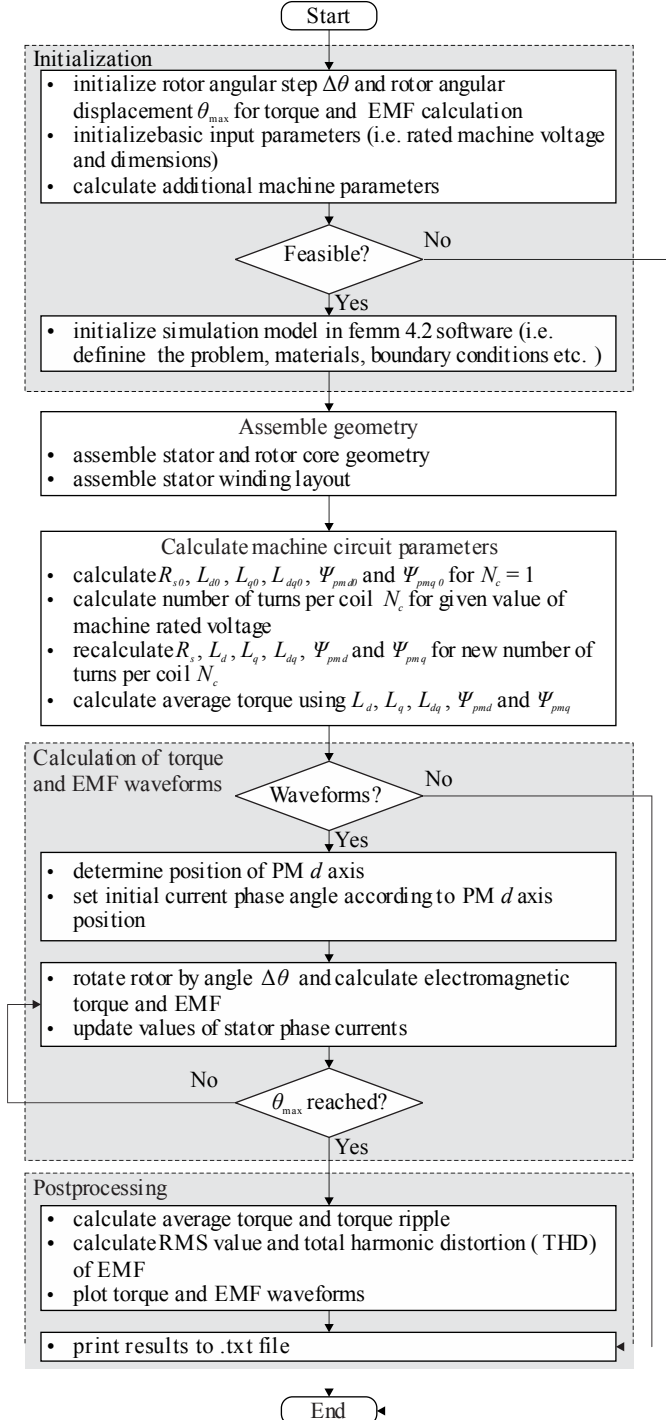 Start
Initialization
• initialize rotor angular step Δθ and rotor angular
displacement θmax for torque and EMF calculation
• initializebasic input parameters (i.e. rated machine voltage
and dimensions)
• calculate additional machine parameters
Feasible?
No
Yes
• initialize simulation model in femm 4.2 software (i.e.
definine the problem, materials, boundary conditions etc. )
Assemble geometry
• assemble stator and rotor core geometry
• assemble stator winding layout
Calculate machine circuit parameters
• calculate Rs0, Ld0, Lq0, Ldq0, Ψpmd0 and Ψpmq0 for Nc = 1
• calculate number of turns per coil Nc for given value of
machine rated voltage
• recalculate Rs, Ld, Lq, Ldq, Ψpmd and Ψpmq for new number of
turns per coil Nc
• calculate average torque using Ld, Lq, Ldq, Ψpmd and Ψpmq
Calculation of torque
and EMF waveforms
Waveforms?
No
Yes
• determine position of PM d axis
• set initial current phase angle according to PM d axis
position
• rotate rotor by angle Δθ and calculate electromagnetic
torque and EMF
• update values of stator phase currents
No
θmax reached?
Yes
Postprocessing
• calculate average torque and torque ripple
• calculate RMS value and total harmonic distortion ( THD)
of EMF
• plot torque and EMF waveforms
• print results to .txt file
End